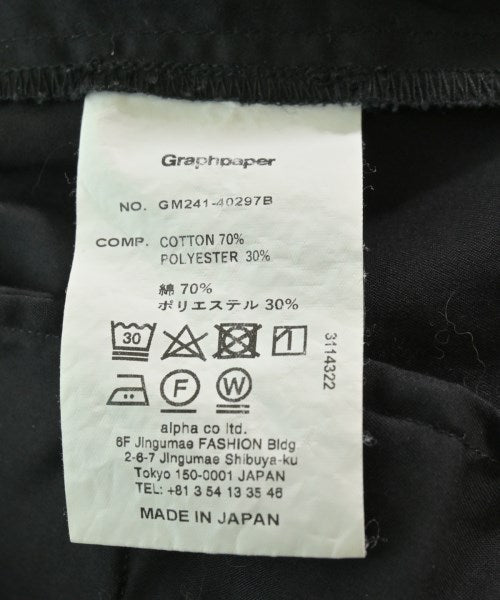 Graphpaper
NO. GM241-40297B
COMP. COTTON 70%
POLYESTER 30%
綿 70%
ポリエステル 30%
30
F W
alpha co ltd.
6F Jingumae FASHION Bldg
2-6-7 Jingumae Shibuya-ku
Tokyo 150-0001 JAPAN
TEL: +81 3 54 13 35 46
MADE IN JAPAN
3114322